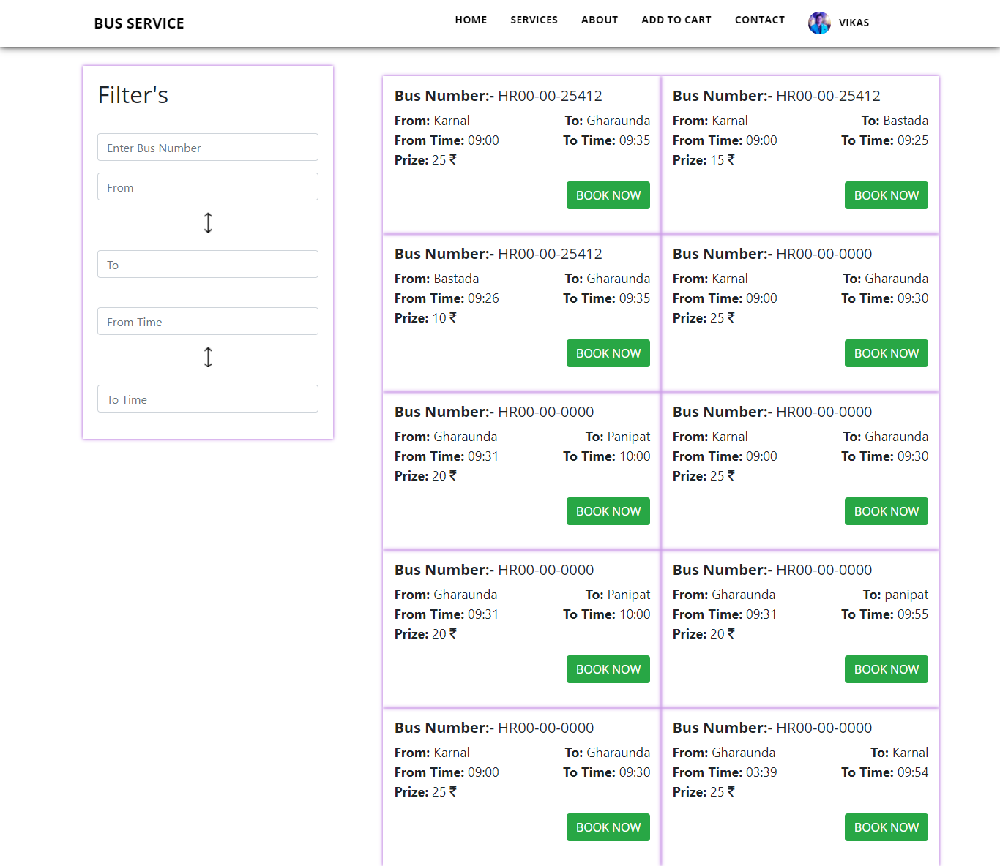 BUS SERVICE
HOME SERVICES ABOUT ADD TO CART CONTACT VIKAS
Filter's
Enter Bus Number
From
To
From Time
To Time
Bus Number:- HR00-00-25412
From: Karnal To: Gharaunda
From Time: 09:00 To Time: 09:35
Prize: 25 ₹
BOOK NOW
Bus Number:- HR00-00-25412
From: Karnal To: Bastada
From Time: 09:00 To Time: 09:25
Prize: 15 ₹
BOOK NOW
Bus Number:- HR00-00-25412
From: Bastada To: Gharaunda
From Time: 09:26 To Time: 09:35
Prize: 10 ₹
BOOK NOW
Bus Number:- HR00-00-0000
From: Karnal To: Gharaunda
From Time: 09:00 To Time: 09:30
Prize: 25 ₹
BOOK NOW
Bus Number:- HR00-00-0000
From: Gharaunda To: Panipat
From Time: 09:31 To Time: 10:00
Prize: 20 ₹
BOOK NOW
Bus Number:- HR00-00-0000
From: Karnal To: Gharaunda
From Time: 09:00 To Time: 09:30
Prize: 25 ₹
BOOK NOW
Bus Number:- HR00-00-0000
From: Gharaunda To: Panipat
From Time: 09:31 To Time: 10:00
Prize: 20 ₹
BOOK NOW
Bus Number:- HR00-00-0000
From: Gharaunda To: panipat
From Time: 09:31 To Time: 09:55
Prize: 20 ₹
BOOK NOW
Bus Number:- HR00-00-0000
From: Karnal To: Gharaunda
From Time: 09:00 To Time: 09:30
Prize: 25 ₹
BOOK NOW
Bus Number:- HR00-00-0000
From: Gharaunda To: Karnal
From Time: 03:39 To Time: 09:54
Prize: 25 ₹
BOOK NOW